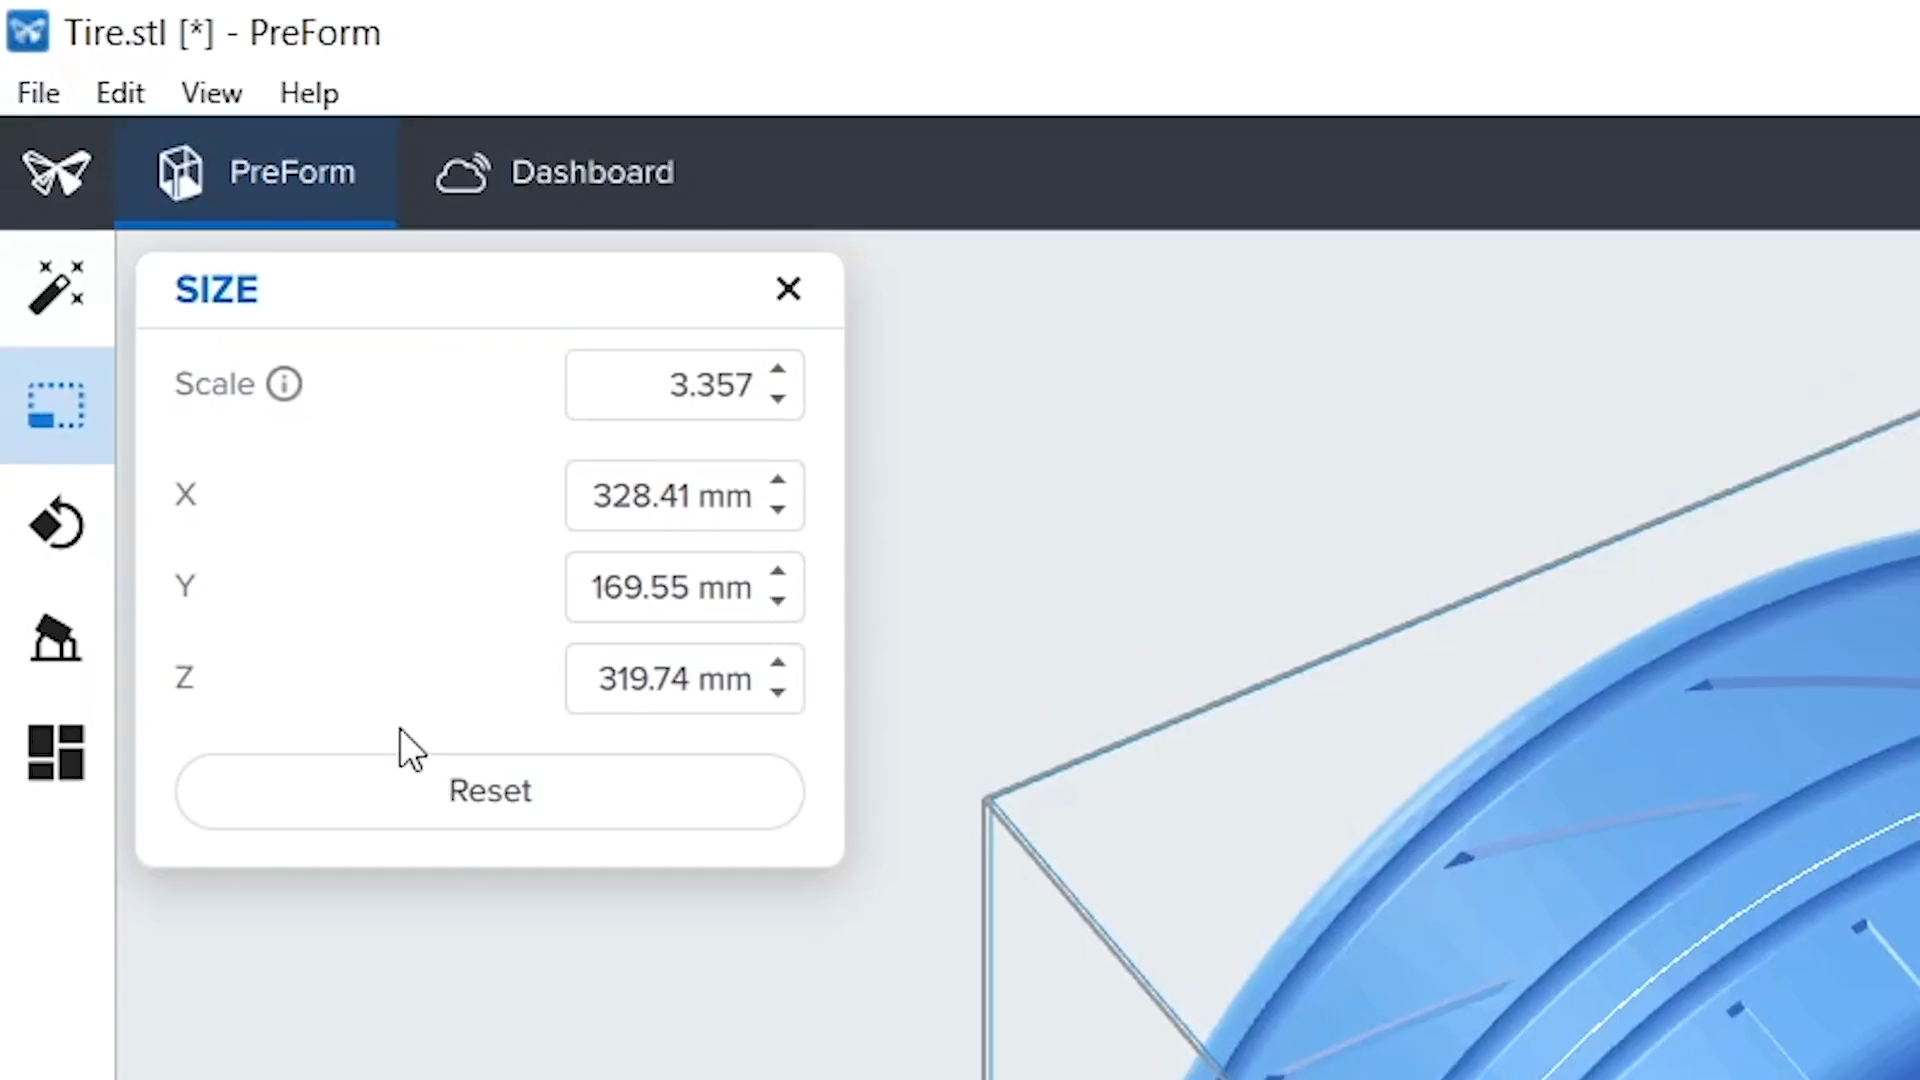 Tire.stl [*] - PreForm
File Edit View Help
PreForm Dashboard
SIZE
Scale 3.357
X 328.41 mm
Y 169.55 mm
Z 319.74 mm
Reset